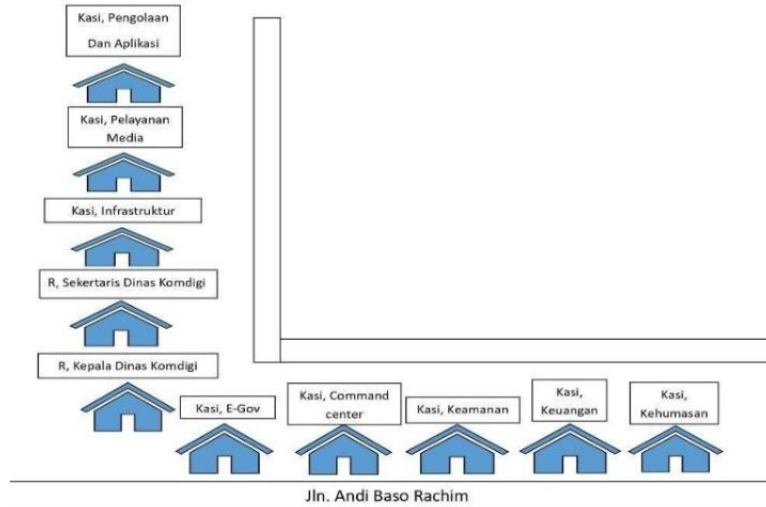 Kasi, Pengolaan
Dan Aplikasi
Kasi, Pelayanan
Media
Kasi, Infrastruktur
R, Sekertaris Dinas Komdigi
R, Kepala Dinas Komdigi
Kasi, E-Gov
Kasi, Command
center
Kasi, Keamanan
Kasi,
Keuangan
Kasi,
Kehumasan
Jln. Andi Baso Rachim